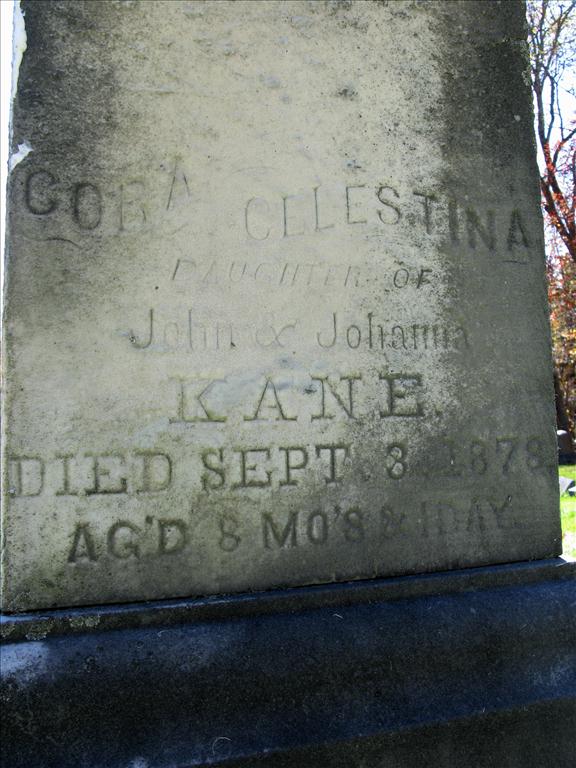 CORA CELESTINA
DAUGHTER OF
John & Johanna
KANE.
DIED SEPT. 3, 1878
AG'D 8 MO'S & 1 DAY.